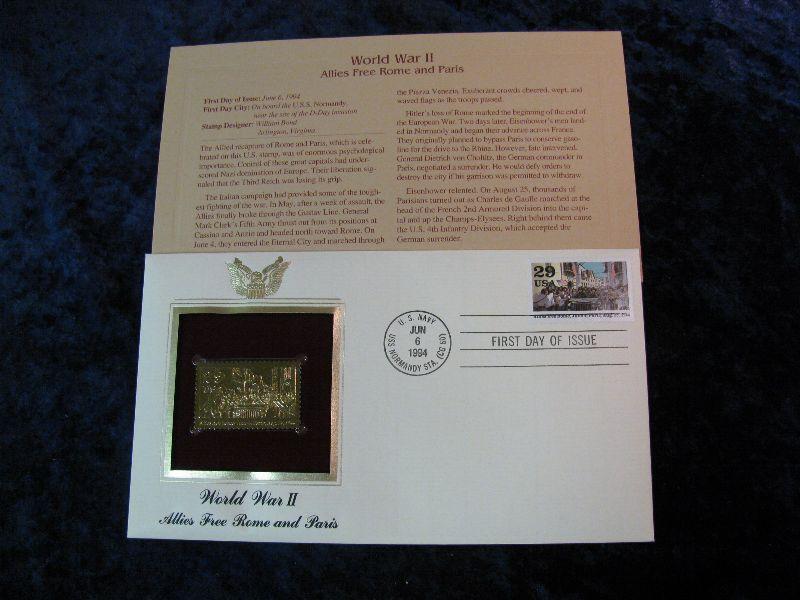 World War II
Allies Free Rome and Paris
First Day of Issue: June 6, 1994
First Day City: On board the U.S.S. Normandy,
near the site of the D-Day invasion
Stamp Designer: William Bond
Arlington, Virginia
The Allied recapture of Rome and Paris, which is cele-
brated on this U.S. stamp, was of enormous psychological
importance. Control of these great capitals had under-
scored Nazi domination of Europe. Their liberation sig-
naled that the Third Reich was losing its grip.
The Italian campaign had provided some of the tough-
est fighting of the war. In May, after a week of assault, the
Allies finally broke through the Gustav Line. General
Mark Clark's Fifth Army thrust out from its positions at
Cassino and Anzio and headed north toward Rome. On
June 4, they entered the Eternal City and marched through
the Piazza Venezia. Exuberant crowds cheered, wept, and
waved flags as the troops passed.
Hitler's loss of Rome marked the beginning of the end of
the European War. Two days later, Eisenhower's men land-
ed in Normandy and began their advance across France.
They originally planned to bypass Paris to conserve gaso-
line for the drive to the Rhine. However, fate intervened.
General Dietrich von Choltitz, the German commander in
Paris, negotiated a surrender. He would defy orders to
destroy the city if his garrison was permitted to withdraw.
Eisenhower relented. On August 25, thousands of
Parisians turned out as Charles de Gaulle marched at the
head of the French 2nd Armored Division into the capi-
tal and up the Champs-Elysees. Right behind them came
the U.S. 4th Infantry Division, which accepted the
German surrender.
29
USA
U.S. NAVY
JUN
6
1994
USS NORMANDY STA. (CG 60)
FIRST DAY OF ISSUE
World War II
Allies Free Rome and Paris